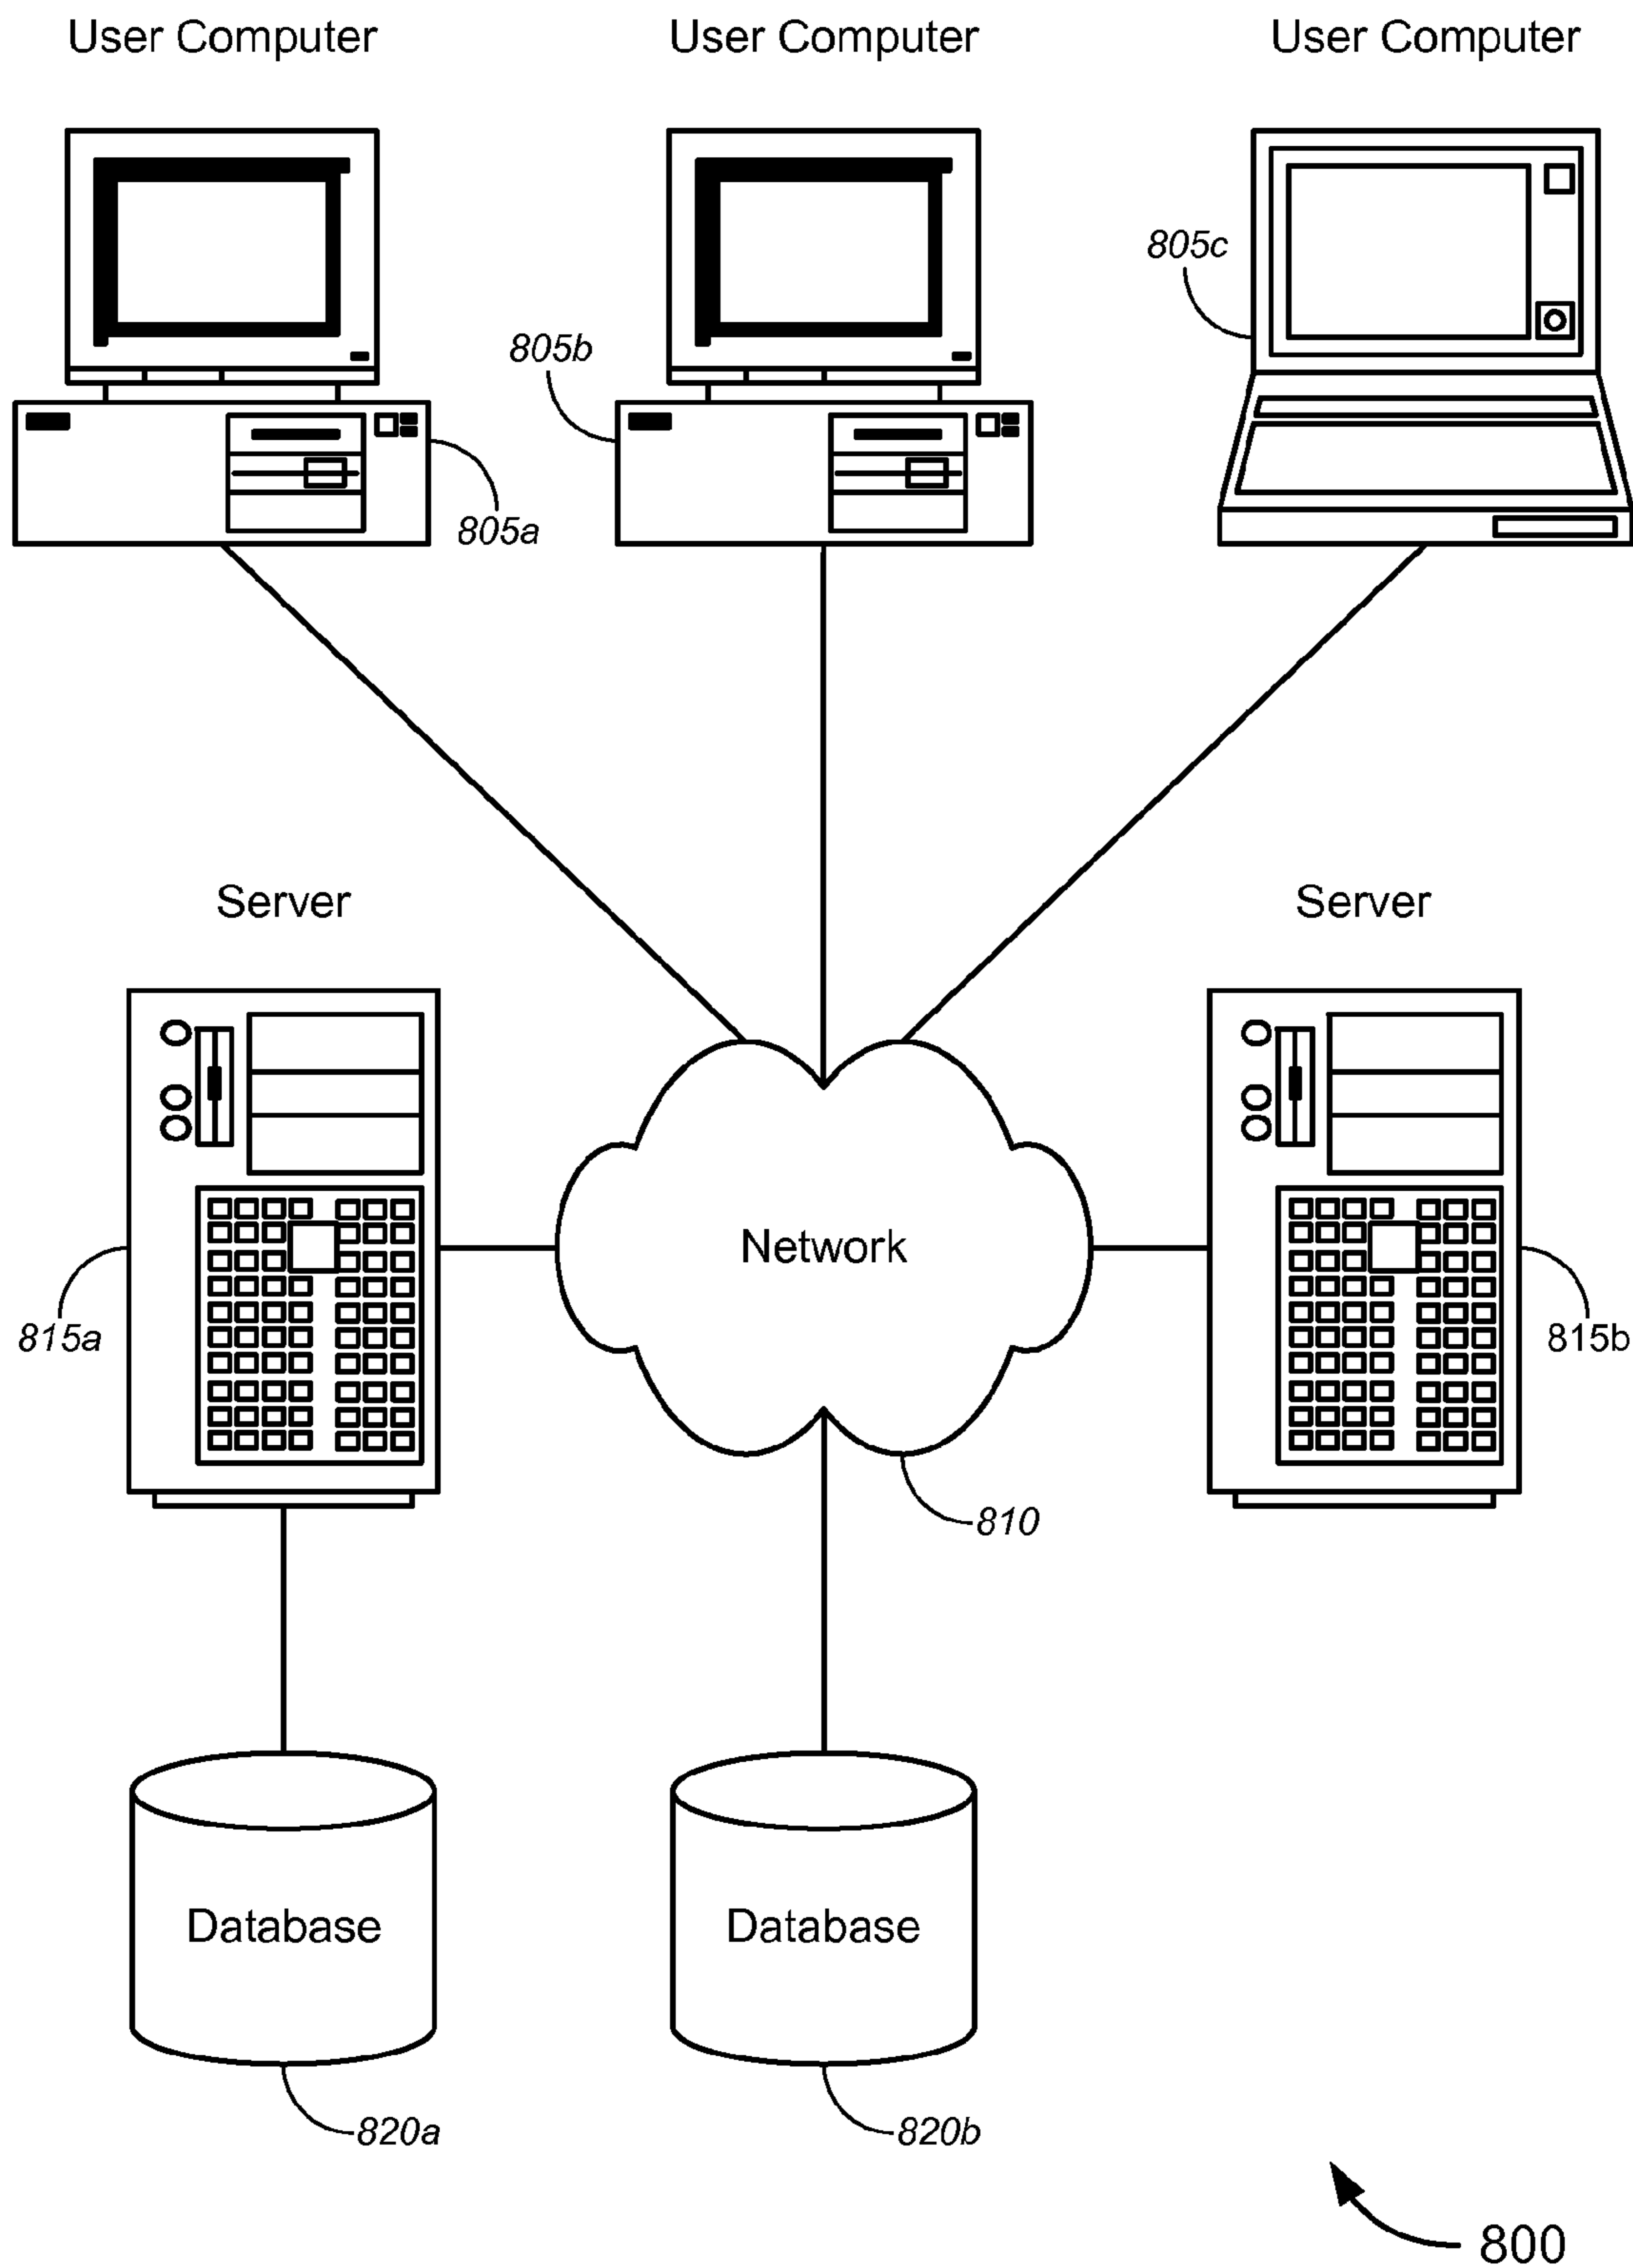 User Computer
User Computer
User Computer
805c
805b
805a
Server
Server
Network
815a
815b
810
Database
Database
820a
820b
800